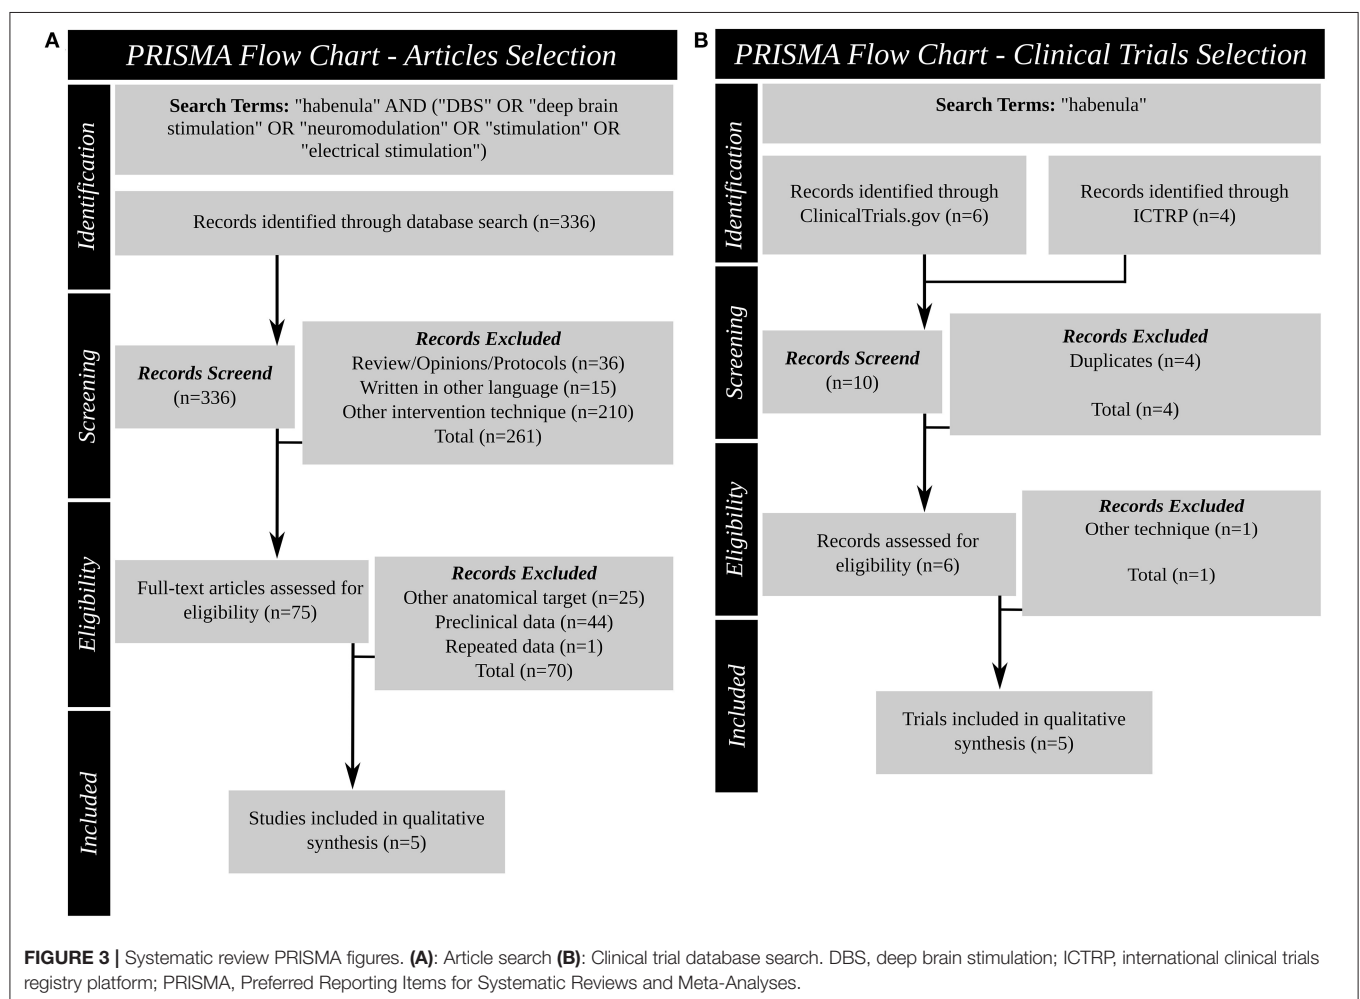 A
PRISMA Flow Chart - Articles Selection
Identification
Search Terms: "habenula" AND ("DBS" OR "deep brain
stimulation" OR "neuromodulation" OR "stimulation" OR
"electrical stimulation")
Records identified through database search (n=336)
Screening
Records Screend
(n=336)
Records Excluded
Review/Opinions/Protocols (n=36)
Written in other language (n=15)
Other intervention technique (n=210)
Total (n=261)
Eligibility
Full-text articles assessed for
eligibility (n=75)
Records Excluded
Other anatomical target (n=25)
Preclinical data (n=44)
Repeated data (n=1)
Total (n=70)
Included
Studies included in qualitative
synthesis (n=5)
B
PRISMA Flow Chart - Clinical Trials Selection
Identification
Search Terms: "habenula"
Records identified through
ClinicalTrials.gov (n=6)
Records identified through
ICTRP (n=4)
Screening
Records Screend
(n=10)
Records Excluded
Duplicates (n=4)
Total (n=4)
Eligibility
Records assessed for
eligibility (n=6)
Records Excluded
Other technique (n=1)
Total (n=1)
Included
Trials included in qualitative
synthesis (n=5)
FIGURE 3 | Systematic review PRISMA figures. (A): Article search (B): Clinical trial database search. DBS, deep brain stimulation; ICTRP, international clinical trials
registry platform; PRISMA, Preferred Reporting Items for Systematic Reviews and Meta-Analyses.